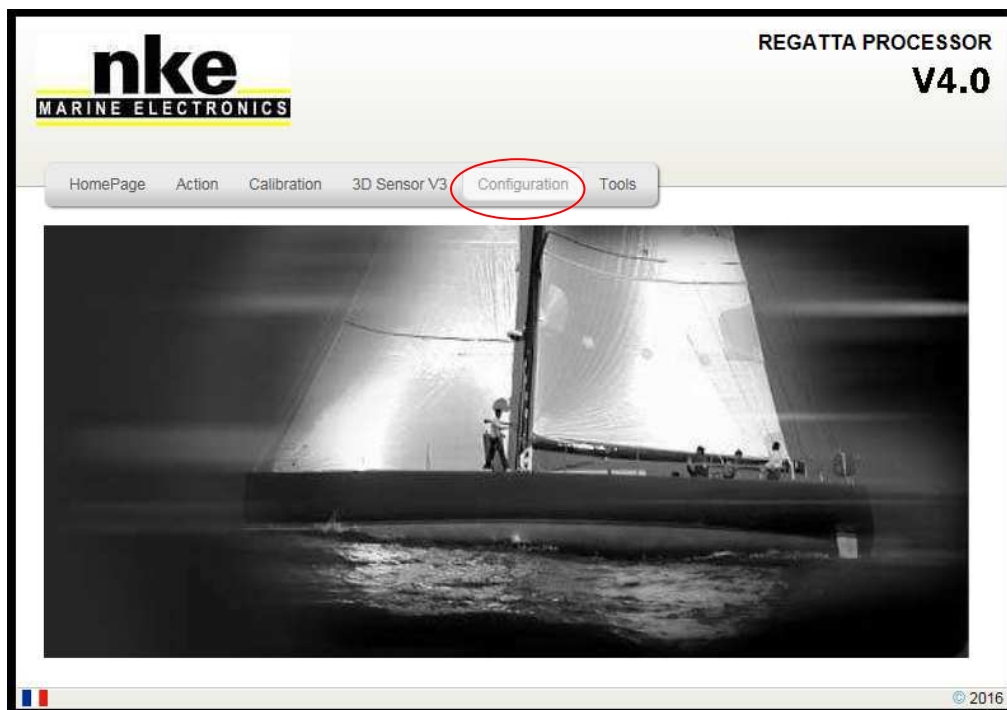 nke
MARINE ELECTRONICS
REGATTA PROCESSOR
V4.0
HomePage Action Calibration 3D Sensor V3 Configuration Tools
© 2016